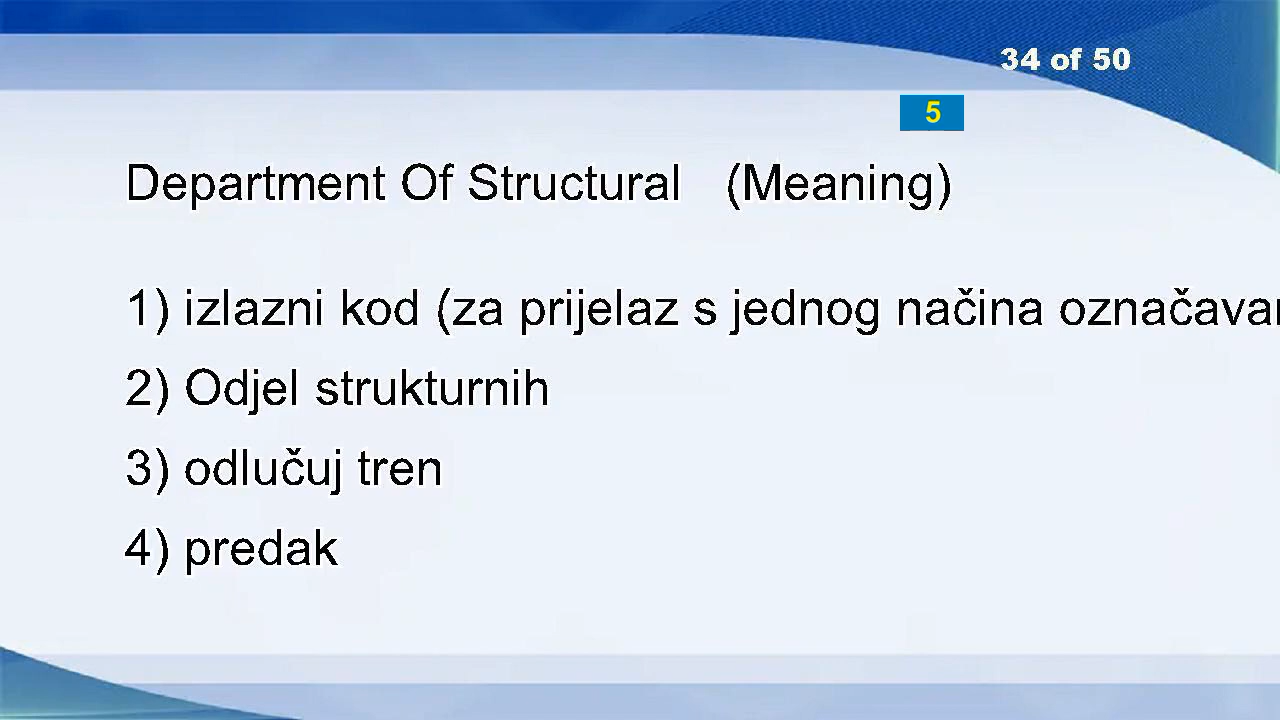 34 of 50
5
Department Of Structural (Meaning)
1) izlazni kod (za prijelaz s jednog načina
2) Odjel strukturnih
3) odlučuj tren
4) predak